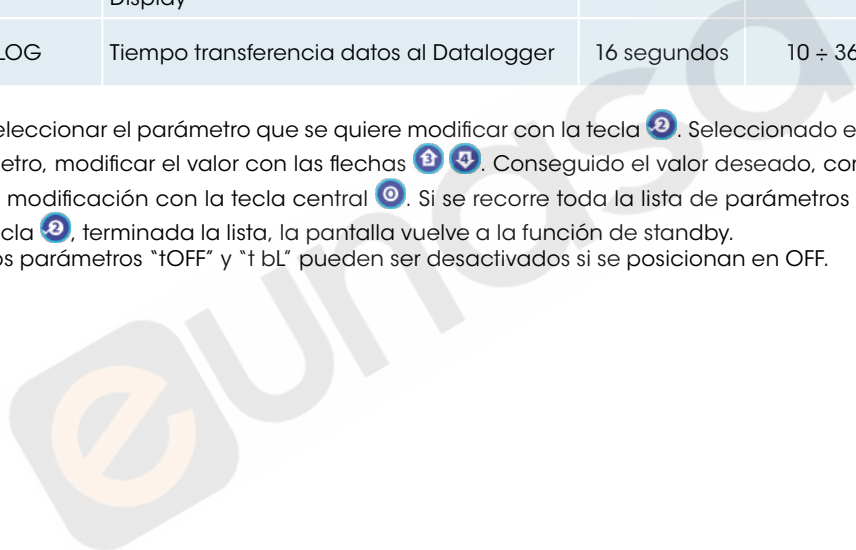 Display
LOG Tiempo transferencia datos al Datalogger 16 segundos 10 ÷ 36
eleccionar el parámetro que se quiere modificar con la tecla 2. Seleccionado e
etro, modificar el valor con las flechas 3 4. Conseguido el valor deseado, con
modificación con la tecla central 0. Si se recorre toda la lista de parámetros
cla 2, terminada la lista, la pantalla vuelve a la función de standby.
os parámetros “tOFF” y “t bL” pueden ser desactivados si se posicionan en OFF.
eunasa